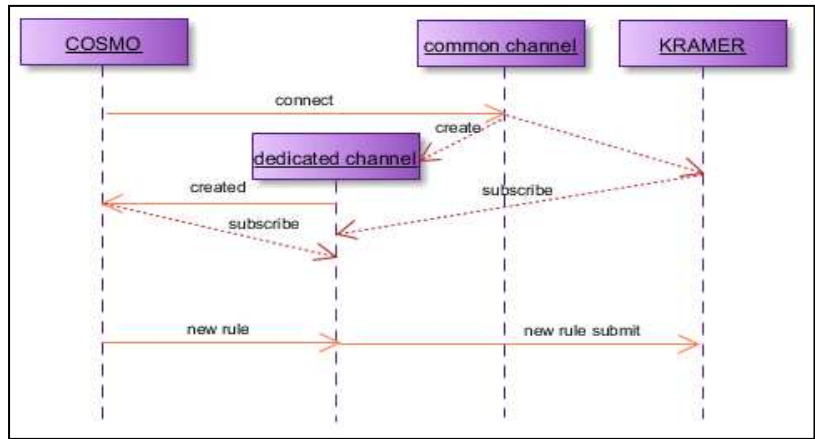 COSMO
common channel
KRAMER
connect
create
dedicated channel
created
subscribe
subscribe
new rule
new rule submit